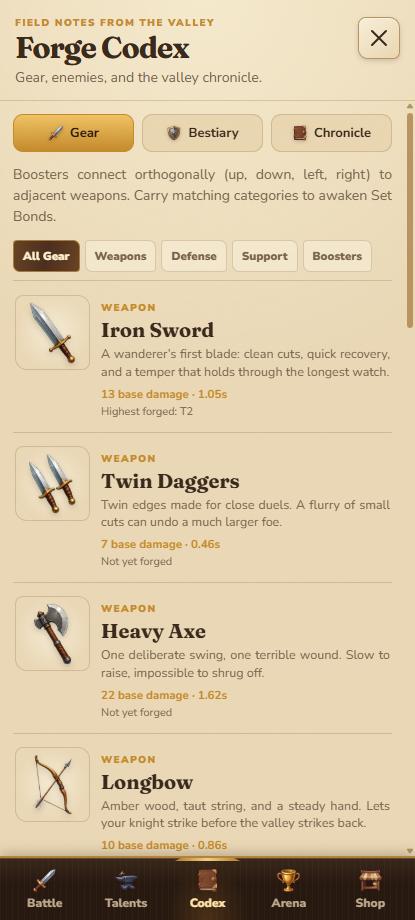 FIELD NOTES FROM THE VALLEY
Forge Codex
Gear, enemies, and the valley chronicle.
Gear
Bestiary
Chronicle
Boosters connect orthogonally (up, down, left, right) to
adjacent weapons. Carry matching categories to awaken Set
Bonds.
All Gear
Weapons
Defense
Support
Boosters
WEAPON
Iron Sword
A wanderer's first blade: clean cuts, quick recovery,
and a temper that holds through the longest watch.
13 base damage · 1.05s
Highest forged: T2
WEAPON
Twin Daggers
Twin edges made for close duels. A flurry of small
cuts can undo a much larger foe.
7 base damage · 0.46s
Not yet forged
WEAPON
Heavy Axe
One deliberate swing, one terrible wound. Slow to
raise, impossible to shrug off.
22 base damage · 1.62s
Not yet forged
WEAPON
Longbow
Amber wood, taut string, and a steady hand. Lets
your knight strike before the valley strikes back.
10 base damage · 0.86s
Battle
Talents
Codex
Arena
Shop